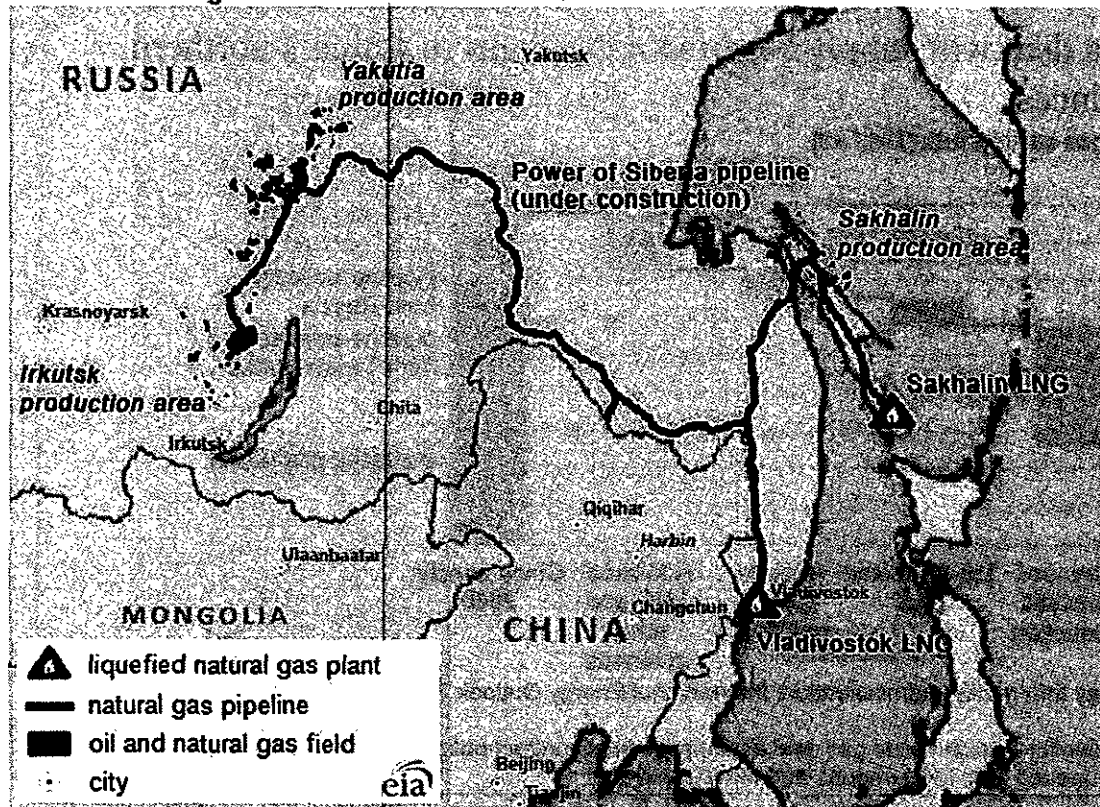 RUSSIA
Yakutia
production area
Yakutsk
Power of Siberia pipeline
(under construction)
Sakhalin
production area
Krasnoyarsk
Irkutsk
production area
Sakhalin LNG
Chita
Irkutsk
Qiqihar
Harbin
Ulaanbaatar
MONGOLIA
Changchun
Vladivostok
CHINA
Vladivostok LNG
liquefied natural gas plant
natural gas pipeline
oil and natural gas field
city
eia
Beijing
Tianjin